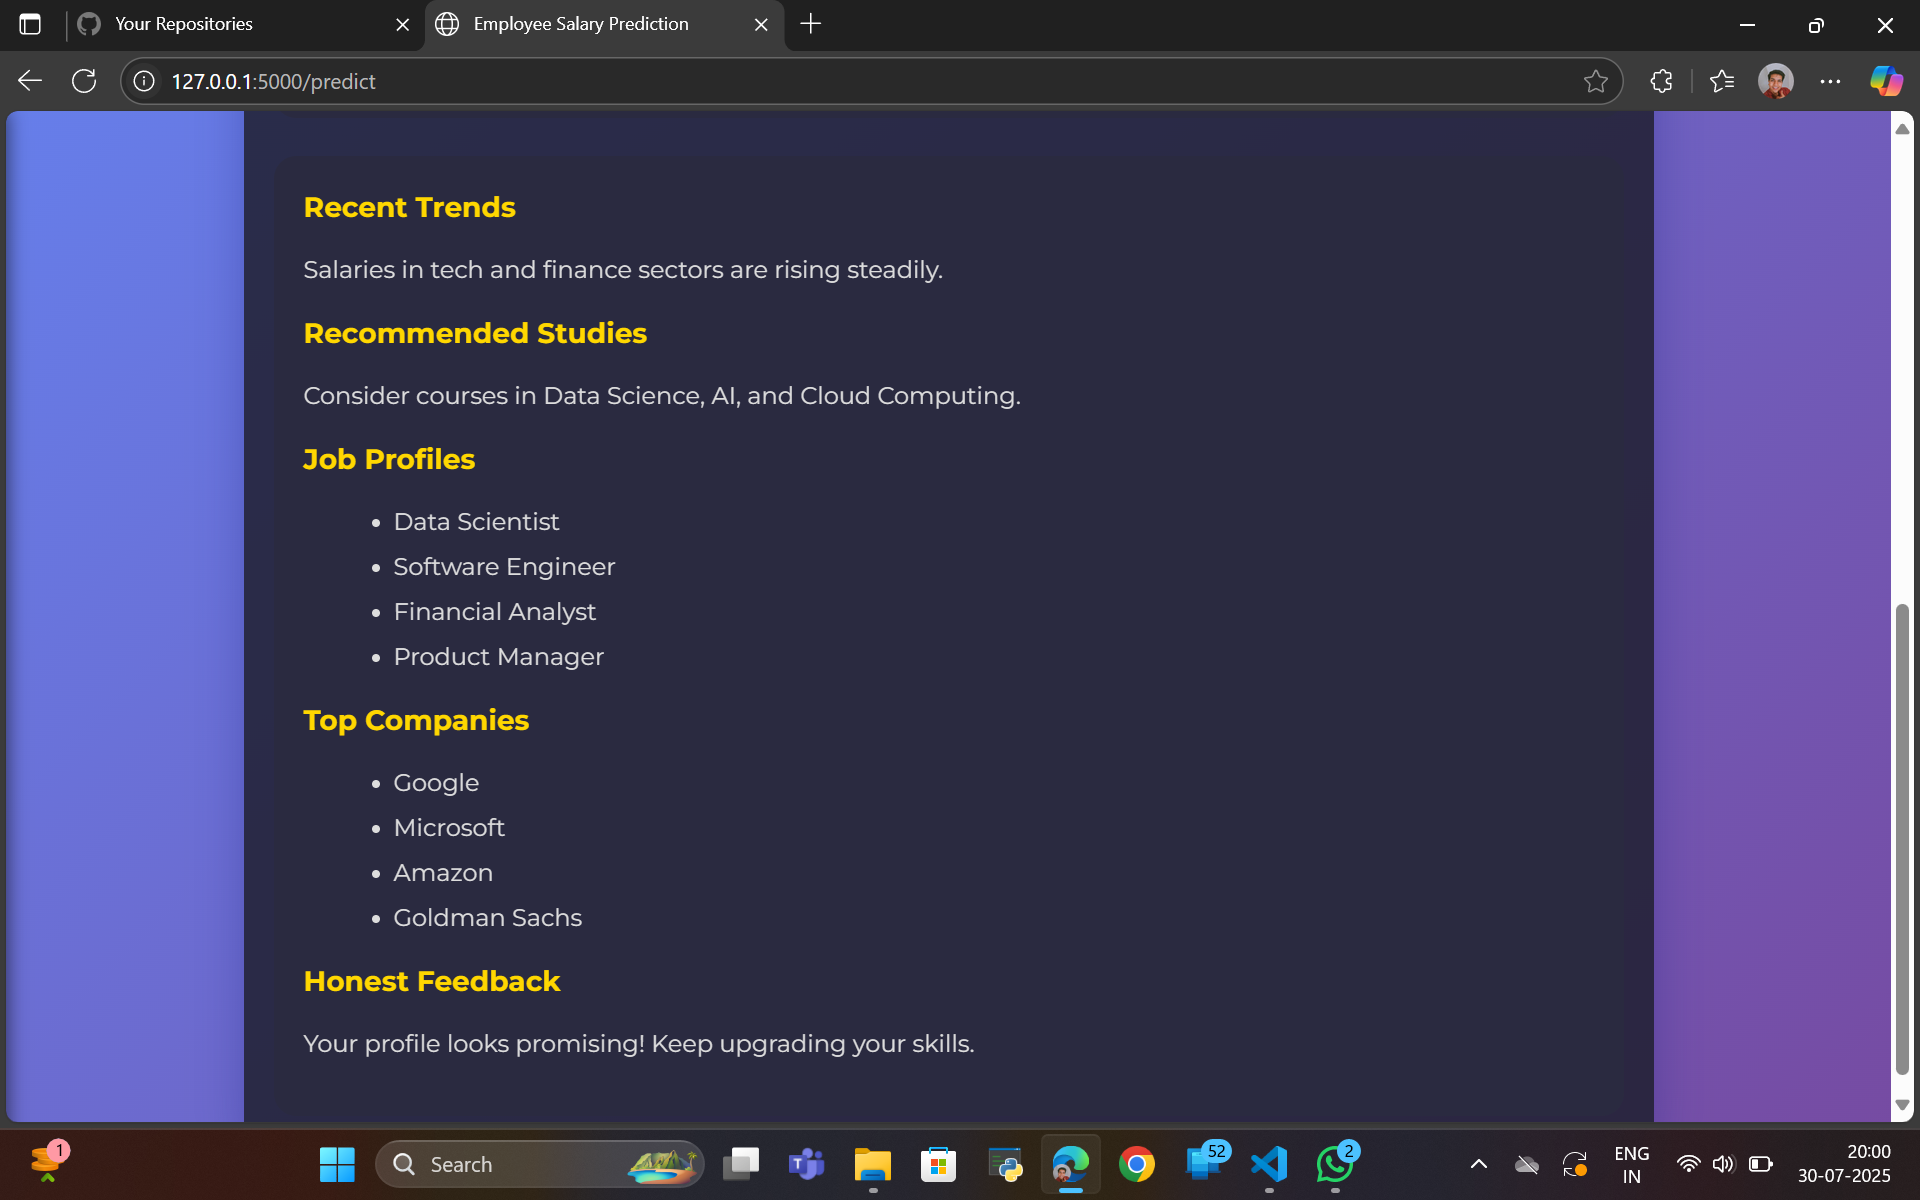 Your Repositories
Employee Salary Prediction
127.0.0.1:5000/predict
Recent Trends
Salaries in tech and finance sectors are rising steadily.
Recommended Studies
Consider courses in Data Science, AI, and Cloud Computing.
Job Profiles
Data Scientist
Software Engineer
Financial Analyst
Product Manager
Top Companies
Google
Microsoft
Amazon
Goldman Sachs
Honest Feedback
Your profile looks promising! Keep upgrading your skills.
1
Search
T
52
2
ENG
IN
20:00
30-07-2025